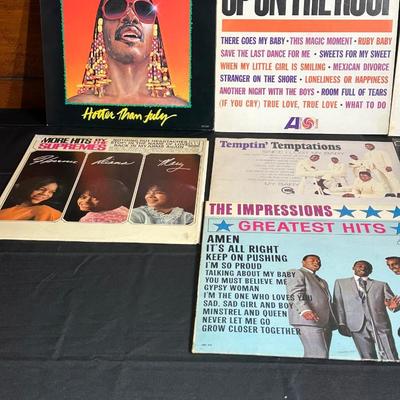 Hotter Than July
UP ON THE ROOF
THERE GOES MY BABY • THIS MAGIC MOMENT • RUBY BABY
SAVE THE LAST DANCE FOR ME • SWEETS FOR MY SWEET
WHEN MY LITTLE GIRL IS SMILING • MEXICAN DIVORCE
STRANGER ON THE SHORE • LONELINESS OR HAPPINESS
ANOTHER NIGHT WITH THE BOYS • ROOM FULL OF TEARS
(IF YOU CRY) TRUE LOVE, TRUE LOVE • WHAT TO DO
MORE HITS BY
SUPREMES
Florence Diana Mary
Temptin' Temptations
MY BABY
THE IMPRESSIONS
GREATEST HITS
AMEN
IT'S ALL RIGHT
KEEP ON PUSHING
I'M SO PROUD
TALKING ABOUT MY BABY
YOU MUST BELIEVE ME
GYPSY WOMAN
I'M THE ONE WHO LOVES YOU
SAD, SAD GIRL AND BOY
MINSTREL AND QUEEN
NEVER LET ME GO
GROW CLOSER TOGETHER